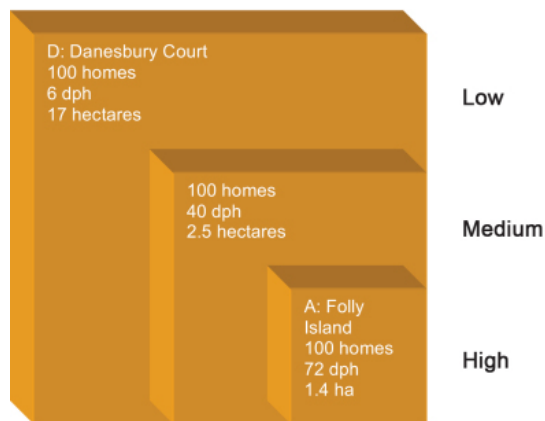 D: Danesbury Court
100 homes
6 dph
17 hectares
Low
100 homes
40 dph
2.5 hectares
Medium
A: Folly
Island
100 homes
72 dph
1.4 ha
High